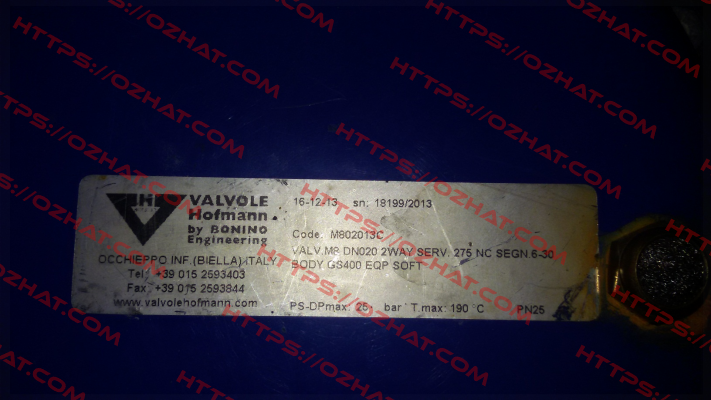 H
VALVOLE
Hofmann
by BONINO
Engineering
OCCHIEPPO INF.(BIELLA)-ITALY
Tel. +39 015 2593403
Fax. +39 015 2593844
www.valvolehofmann.com
16-12-13 sn: 18199/2013
Code: M802013C
VALV.M8 DN020 2WAY SERV. 275 NC SEGN.6-30
BODY GS400 EQP SOFT
PS-DPmax: 25 bar T.max: 190 °C PN25
HTTPS://OZHAT.COM